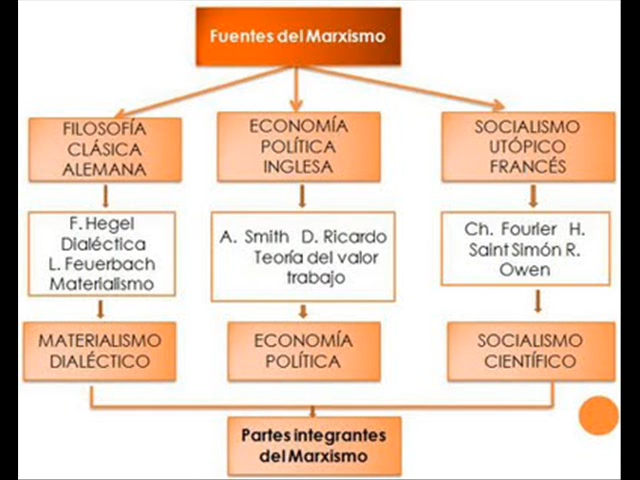 Fuentes del Marxismo
FILOSOFÍA
CLÁSICA
ALEMANA
ECONOMÍA
POLÍTICA
INGLESA
SOCIALISMO
UTÓPICO
FRANCÉS
F. Hegel
Dialéctica
L. Feuerbach
Materialismo
A. Smith D. Ricardo
Teoría del valor
trabajo
Ch. Fourier H.
Saint Simón R.
Owen
MATERIALISMO
DIALÉCTICO
ECONOMÍA
POLÍTICA
SOCIALISMO
CIENTÍFICO
Partes integrantes
del Marxismo